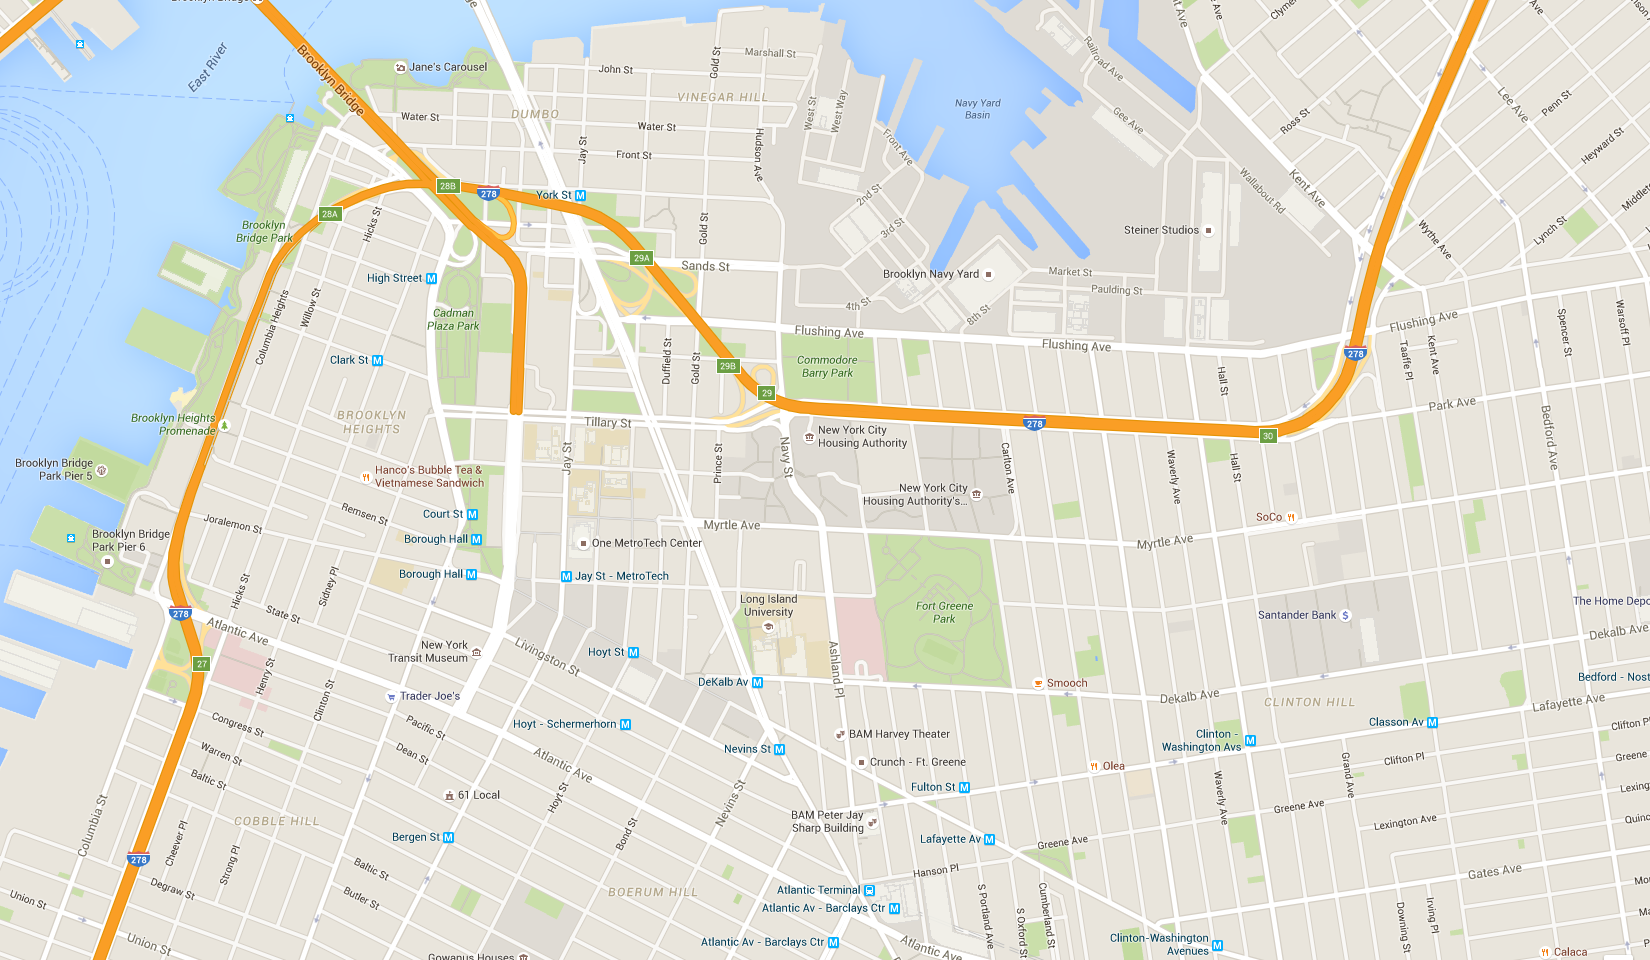 Brooklyn Bridge
East River
Brooklyn Bridge
Jane's Carousel
John St
Gold St
Marshall St
VINEGAR HILL
DUMBO
Water St
Water St
Jay St
Front St
Hudson Ave
West St
West Way
Front Ave
Navy Yard
Basin
Railroad Ave
Gee Ave
Wallabout Rd
Kent Ave
Ross St
Lee Ave
Penn St
Heyward St
Middleton
Lynch St
Wythe Ave
Clymer
28B
278
York St
28A
Hicks St
Brooklyn
Bridge Park
2nd St
3rd St
Gold St
Steiner Studios
29A
Sands St
High Street
Brooklyn Navy Yard
Market St
Paulding St
4th St
8th St
Willow St
Columbia Heights
Cadman
Plaza Park
Flushing Ave
Flushing Ave
Flushing Ave
Clark St
Duffield St
Gold St
29B
Commodore
Barry Park
278
Taaffe Pl
Kent Ave
Spencer St
Warsoff Pl
Hall St
29
Brooklyn Heights
Promenade
BROOKLYN
HEIGHTS
Tillary St
278
Park Ave
30
Bedford Ave
New York City
Housing Authority
Jay St
Prince St
Navy St
Carlton Ave
Waverly Ave
Hall St
Brooklyn Bridge
Park Pier 5
Hanco's Bubble Tea &
Vietnamese Sandwich
New York City
Housing Authority's...
Court St
Remsen St
Joralemon St
Borough Hall
Myrtle Ave
SoCo
Myrtle Ave
Brooklyn Bridge
Park Pier 6
One MetroTech Center
Borough Hall
Jay St - MetroTech
Hicks St
Sidney Pl
278
State St
Atlantic Ave
Long Island
University
Fort Greene
Park
Santander Bank
The Home Depo
Livingston St
Ashland Pl
Dekalb Ave
New York
Transit Museum
Hoyt St
27
Henry St
DeKalb Av
Smooch
Dekalb Ave
Bedford - Nost
Trader Joe's
Clinton St
CLINTON HILL
Lafayette Ave
Congress St
Pacific St
Hoyt - Schermerhorn
Classon Av
Clifton P
BAM Harvey Theater
Clinton -
Washington Avs
Warren St
Dean St
Atlantic Ave
Nevins St
Crunch - Ft. Greene
Olea
Grand Ave
Clifton Pl
Greene
Baltic St
61 Local
Hoyt St
Nevins St
Fulton St
Waverly Ave
Greene Ave
Lexing
Lexington Ave
Quinc
BAM Peter Jay
Sharp Building
Columbia St
COBBLE HILL
Cheever Pl
Strong Pl
Bergen St
Bond St
Lafayette Av
Greene Ave
278
Hanson Pl
Gates Ave
Degraw St
Baltic St
Butler St
BOERUM HILL
Atlantic Terminal
Union St
Atlantic Av - Barclays Ctr
S Portland Ave
S Oxford St
Cumberland St
Downing St
Irving Pl
Union St
Atlantic Av - Barclays Ctr
Atlantic Ave
Clinton-Washington
Avenues
Calaca
Gowanus Houses